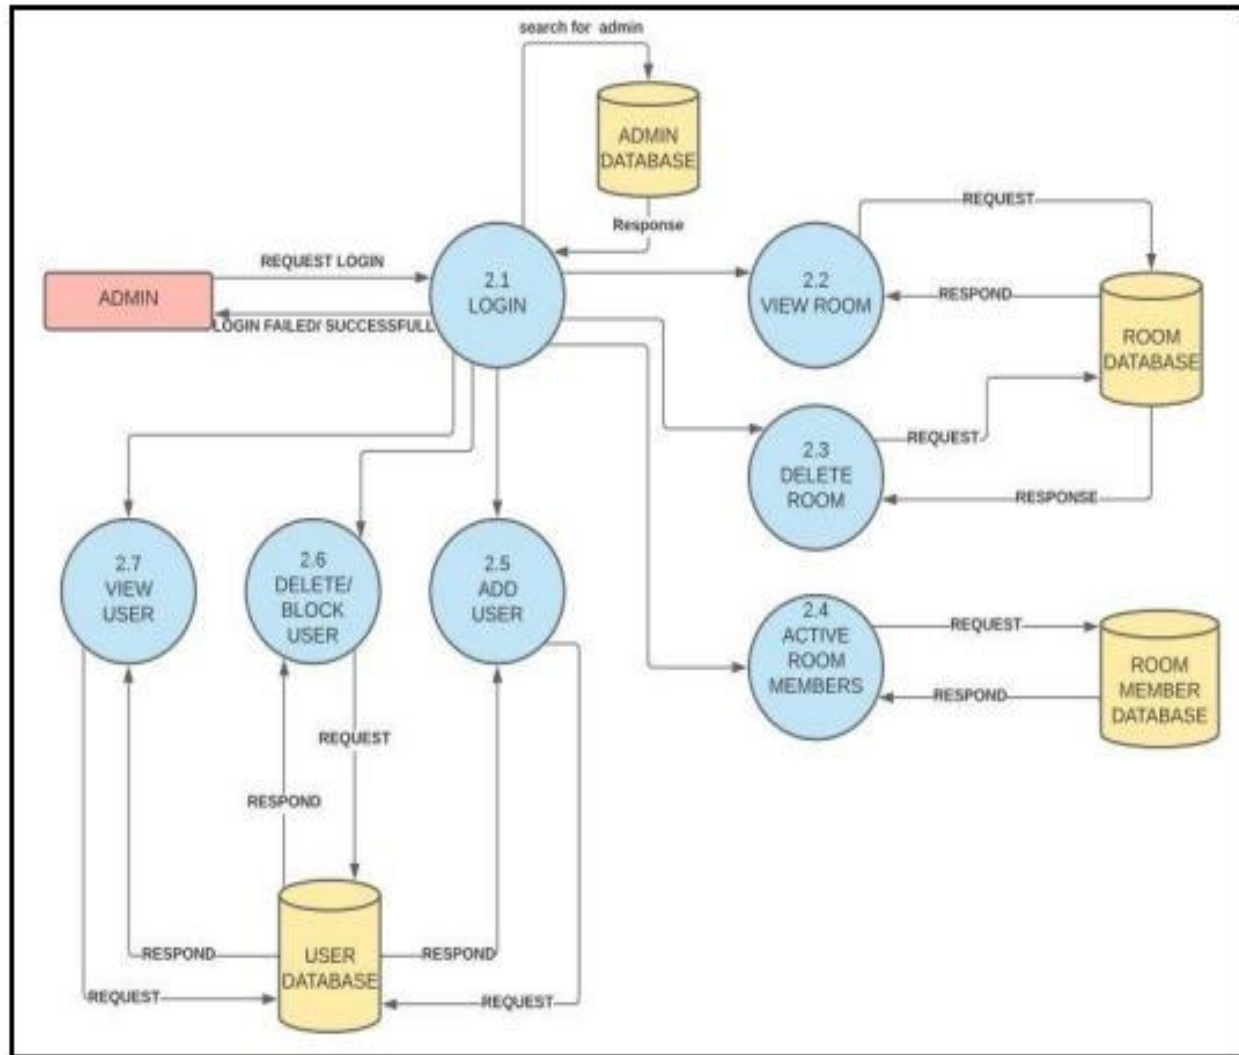 search for  admin
ADMIN
DATABASE
Response
REQUEST LOGIN
ADMIN
LOGIN FAILED/ SUCCESSFULL
2.1
LOGIN
REQUEST
2.2
VIEW ROOM
RESPOND
ROOM
DATABASE
REQUEST
2.3
DELETE
ROOM
RESPONSE
2.7
VIEW
USER
2.6
DELETE/
BLOCK
USER
2.5
ADD
USER
2.4
ACTIVE
ROOM
MEMBERS
REQUEST
RESPOND
ROOM
MEMBER
DATABASE
REQUEST
RESPOND
RESPOND
USER
DATABASE
RESPOND
REQUEST
REQUEST